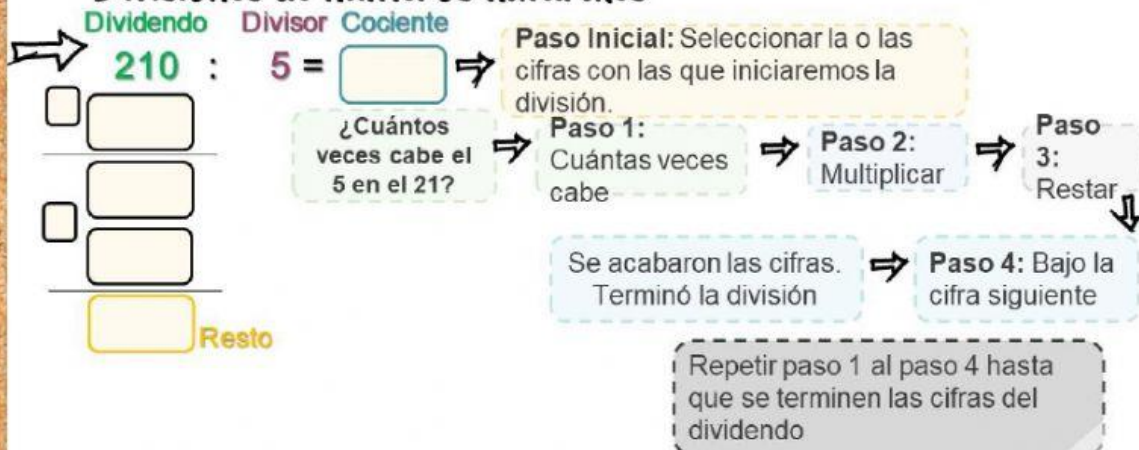 Dividendo Divisor Cociente
210 : 5 =
Paso Inicial: Seleccionar la o las
cifras con las que iniciaremos la
división.
¿Cuántos
veces cabe el
5 en el 21?
Paso 1:
Cuántas veces
cabe
Paso 2:
Multiplicar
Paso
3:
Restar
Se acabaron las cifras.
Terminó la división
Paso 4: Bajo la
cifra siguiente
Resto
Repetir paso 1 al paso 4 hasta
que se terminen las cifras del
dividendo